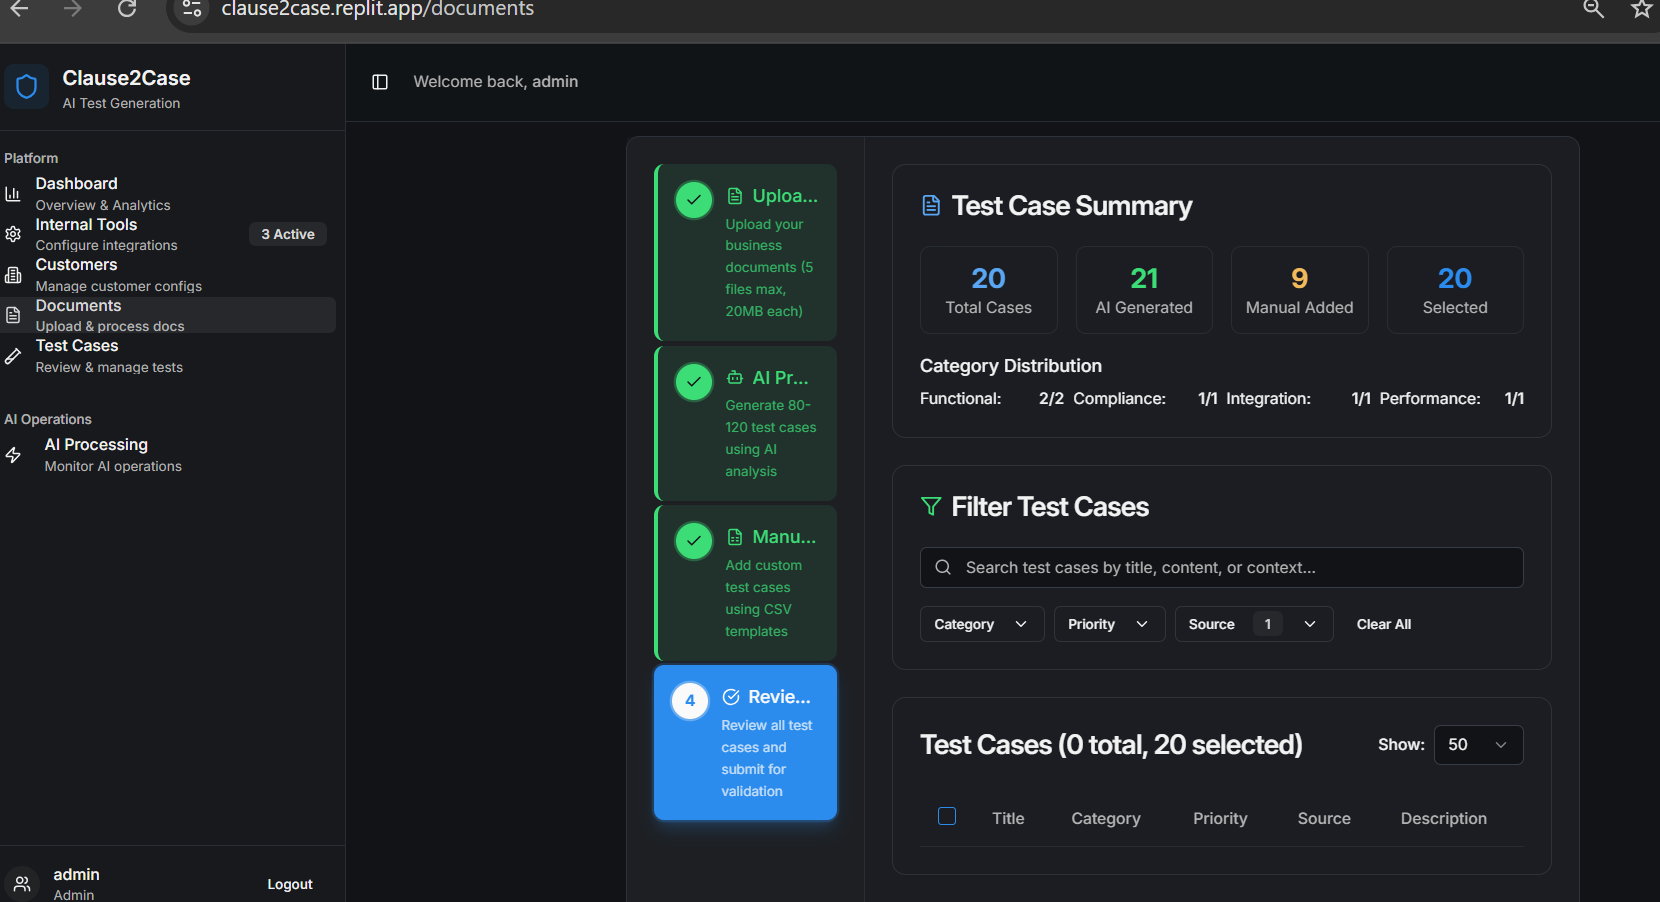 clause2case.replit.app/documents
Clause2Case
AI Test Generation
Welcome back, admin
Platform
Dashboard
Overview & Analytics
Internal Tools
Configure integrations
3 Active
Customers
Manage customer configs
Documents
Upload & process docs
Test Cases
Review & manage tests
AI Operations
AI Processing
Monitor AI operations
admin
Admin
Logout
Uploa...
Upload your
business
documents (5
files max,
20MB each)
AI Pr...
Generate 80-
120 test cases
using AI
analysis
Manu...
Add custom
test cases
using CSV
templates
4
Revie...
Review all test
cases and
submit for
validation
Test Case Summary
20
Total Cases
21
AI Generated
9
Manual Added
20
Selected
Category Distribution
Functional: 2/2 Compliance: 1/1 Integration: 1/1 Performance: 1/1
Filter Test Cases
Search test cases by title, content, or context...
Category Priority Source 1 Clear All
Test Cases (0 total, 20 selected)
Show: 50
Title Category Priority Source Description